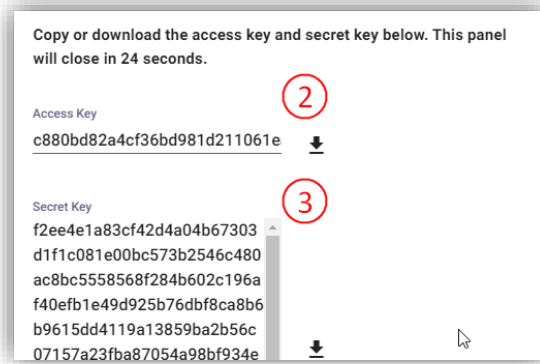 Copy or download the access key and secret key below. This panel
will close in 24 seconds.
2
Access Key
c880bd82a4cf36bd981d211061e
3
Secret Key
f2ee4e1a83cf42d4a04b67303
d1f1c081e00bc573b2546c480
ac8bc5558568f284b602c196a
f40efb1e49d925b76dbf8ca8b6
b9615dd4119a13859ba2b56c
07157a23fba87054a98bf934e